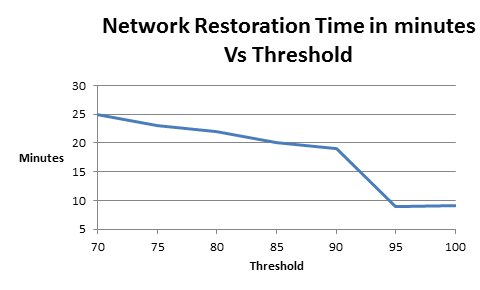 Network Restoration Time in minutes
Vs Threshold
30
25
20
15
10
5
Minutes
70 75 80 85 90 95 100
Threshold